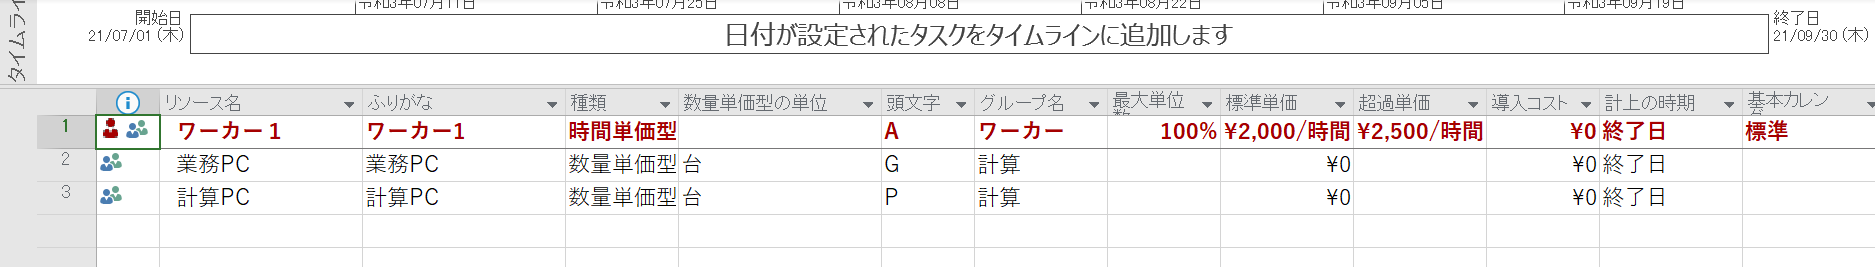 令和3年07月11日 令和3年07月25日 令和3年08月08日 令和3年08月22日 令和3年09月05日 令和3年09月19日
タイムライ
開始日
21/07/01 (木)
日付が設定されたタスクをタイムラインに追加します
終了日
21/09/30 (木)
リソース名 ふりがな 種類 数量単価型の単位 頭文字 グループ名 最大単位数 標準単価 超過単価 導入コスト 計上の時期 基本カレン
1 ワーカー１ ワーカー1 時間単価型 A ワーカー 100% ¥2,000/時間 ¥2,500/時間 ¥0 終了日 標準
2 業務PC 業務PC 数量単価型 台 G 計算 ¥0 ¥0 終了日
3 計算PC 計算PC 数量単価型 台 P 計算 ¥0 ¥0 終了日